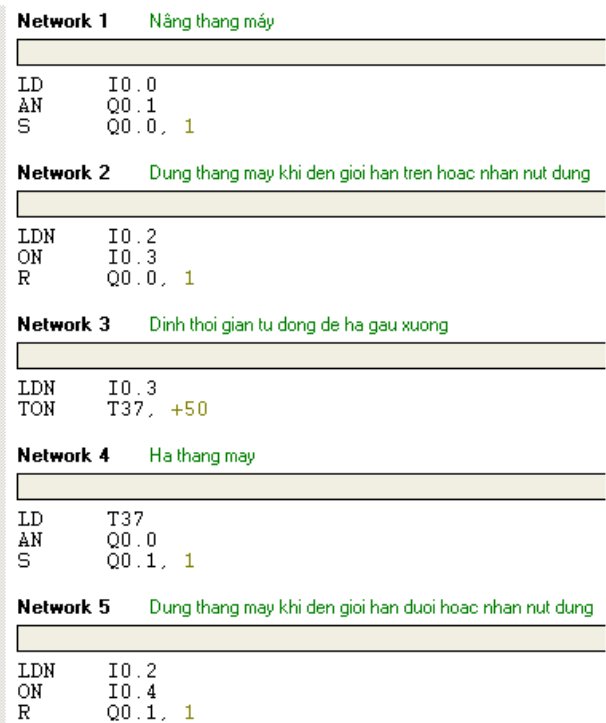 Network 1 Nâng thang máy
LD I0.0
AN Q0.1
S Q0.0, 1
Network 2 Dung thang may khi den gioi han tren hoac nhan nut dung
LDN I0.2
ON I0.3
R Q0.0, 1
Network 3 Dinh thoi gian tu dong de ha gau xuong
LDN I0.3
TON T37, +50
Network 4 Ha thang may
LD T37
AN Q0.0
S Q0.1, 1
Network 5 Dung thang may khi den gioi han duoi hoac nhan nut dung
LDN I0.2
ON I0.4
R Q0.1, 1